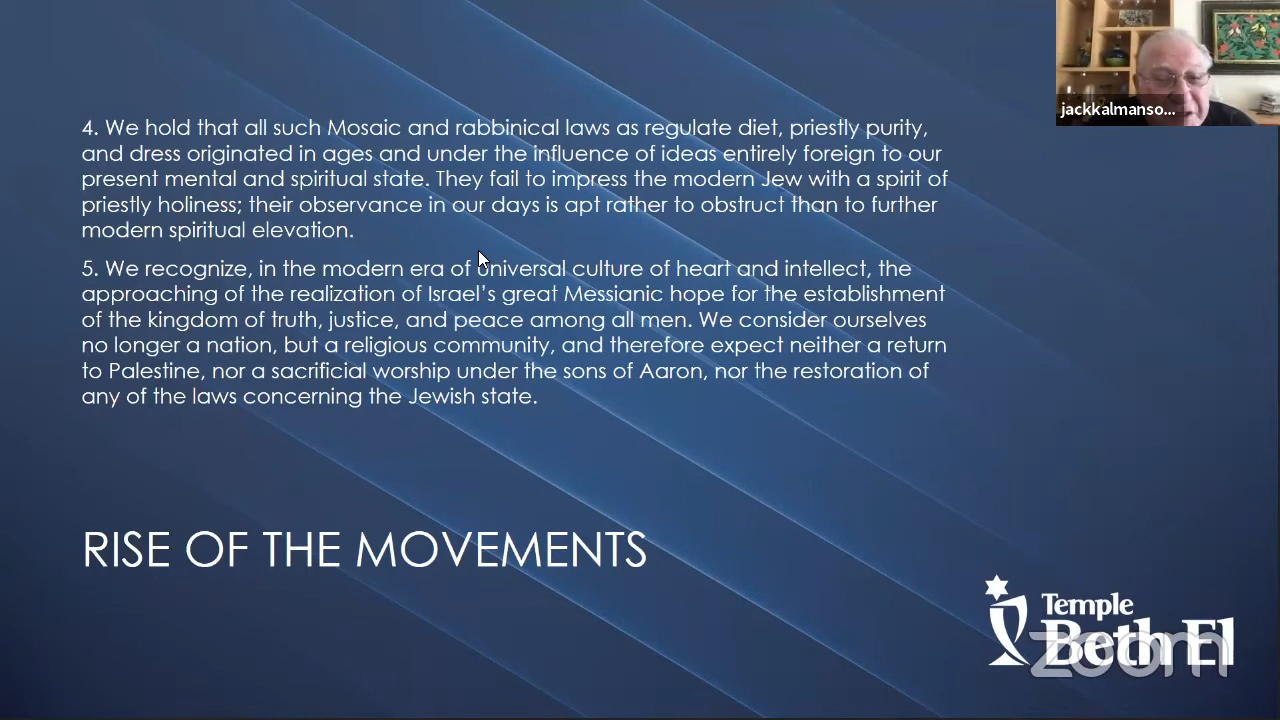 jackkalmanso...
4. We hold that all such Mosaic and rabbinical laws as regulate diet, priestly purity,
and dress originated in ages and under the influence of ideas entirely foreign to our
present mental and spiritual state. They fail to impress the modern Jew with a spirit of
priestly holiness; their observance in our days is apt rather to obstruct than to further
modern spiritual elevation.
5. We recognize, in the modern era of universal culture of heart and intellect, the
approaching of the realization of Israel’s great Messianic hope for the establishment
of the kingdom of truth, justice, and peace among all men. We consider ourselves
no longer a nation, but a religious community, and therefore expect neither a return
to Palestine, nor a sacrificial worship under the sons of Aaron, nor the restoration of
any of the laws concerning the Jewish state.
RISE OF THE MOVEMENTS
Temple
Beth El
zoom